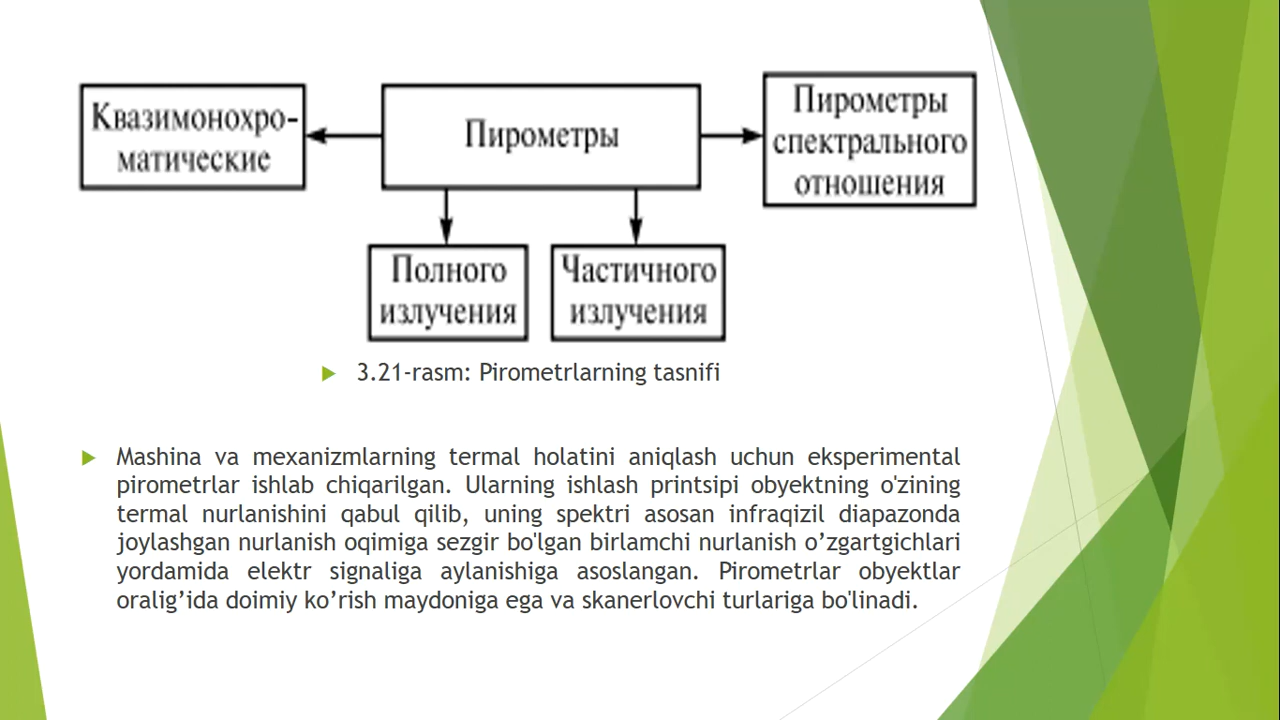 Квазимонохро-
матические
Пирометры
Пирометры
спектрального
отношения
Полного
излучения
Частичного
излучения
3.21-rasm: Pirometrlarning tasnifi
Mashina va mexanizmlarning termal holatini aniqlash uchun eksperimental
pirometrlar ishlab chiqarilgan. Ularning ishlash printsipi obyektning o'zining
termal nurlanishini qabul qilib, uning spektri asosan infraqizil diapazonda
joylashgan nurlanish oqimiga sezgir bo'lgan birlamchi nurlanish o’zgartgichlari
yordamida elektr signaliga aylanishiga asoslangan. Pirometrlar obyektlar
oralig’ida doimiy ko’rish maydoniga ega va skanerlovchi turlariga bo'linadi.